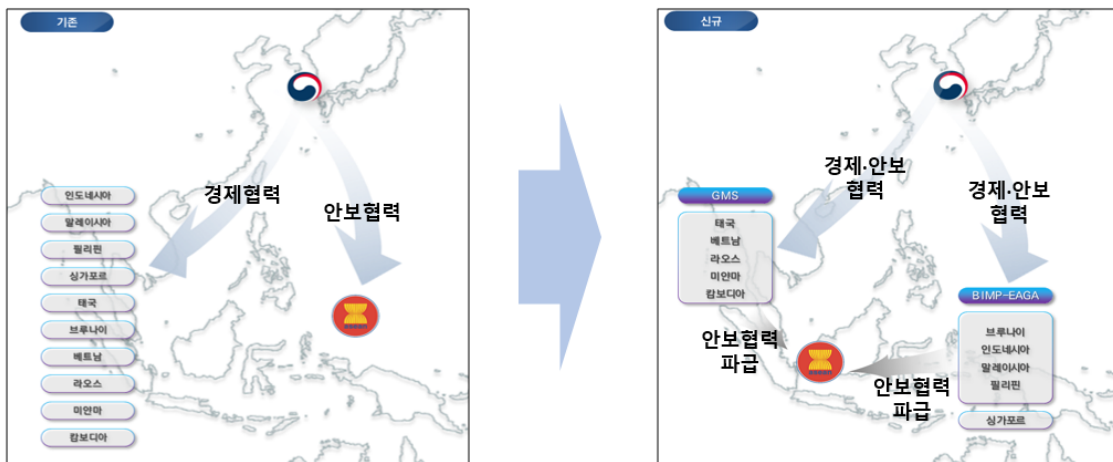 기존
경제협력
안보협력
인도네시아
말레이시아
필리핀
싱가포르
태국
브루나이
베트남
라오스
미얀마
캄보디아
신규
경제·안보
협력
경제·안보
협력
GMS
태국
베트남
라오스
미얀마
캄보디아
안보협력
파급
BIMP-EAGA
브루나이
인도네시아
말레이시아
필리핀
싱가포르
안보협력
파급